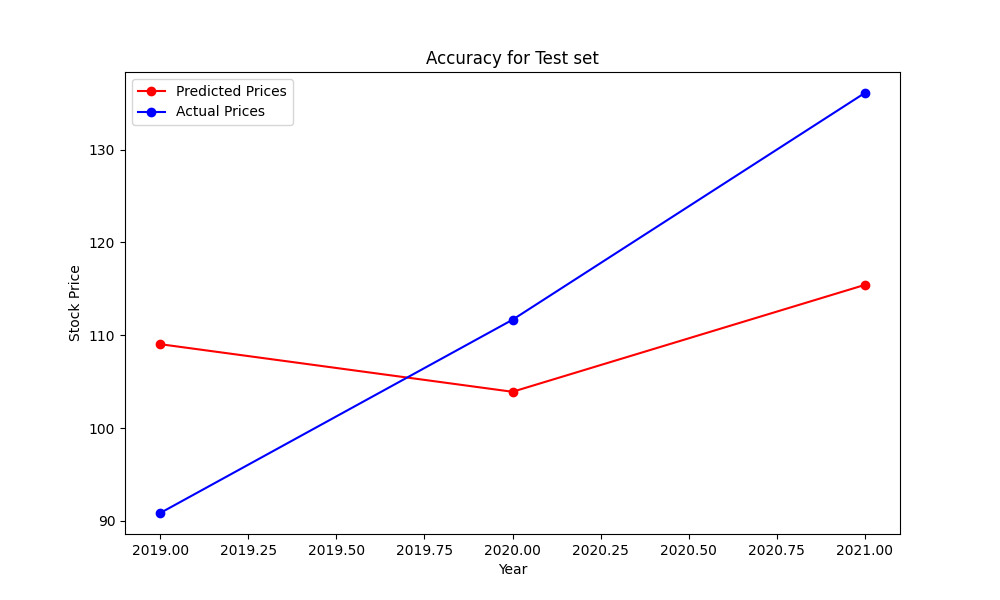 Accuracy for Test set
Predicted Prices
Actual Prices
Stock Price
130
120
110
100
90
2019.00 2019.25 2019.50 2019.75 2020.00 2020.25 2020.50 2020.75 2021.00
Year